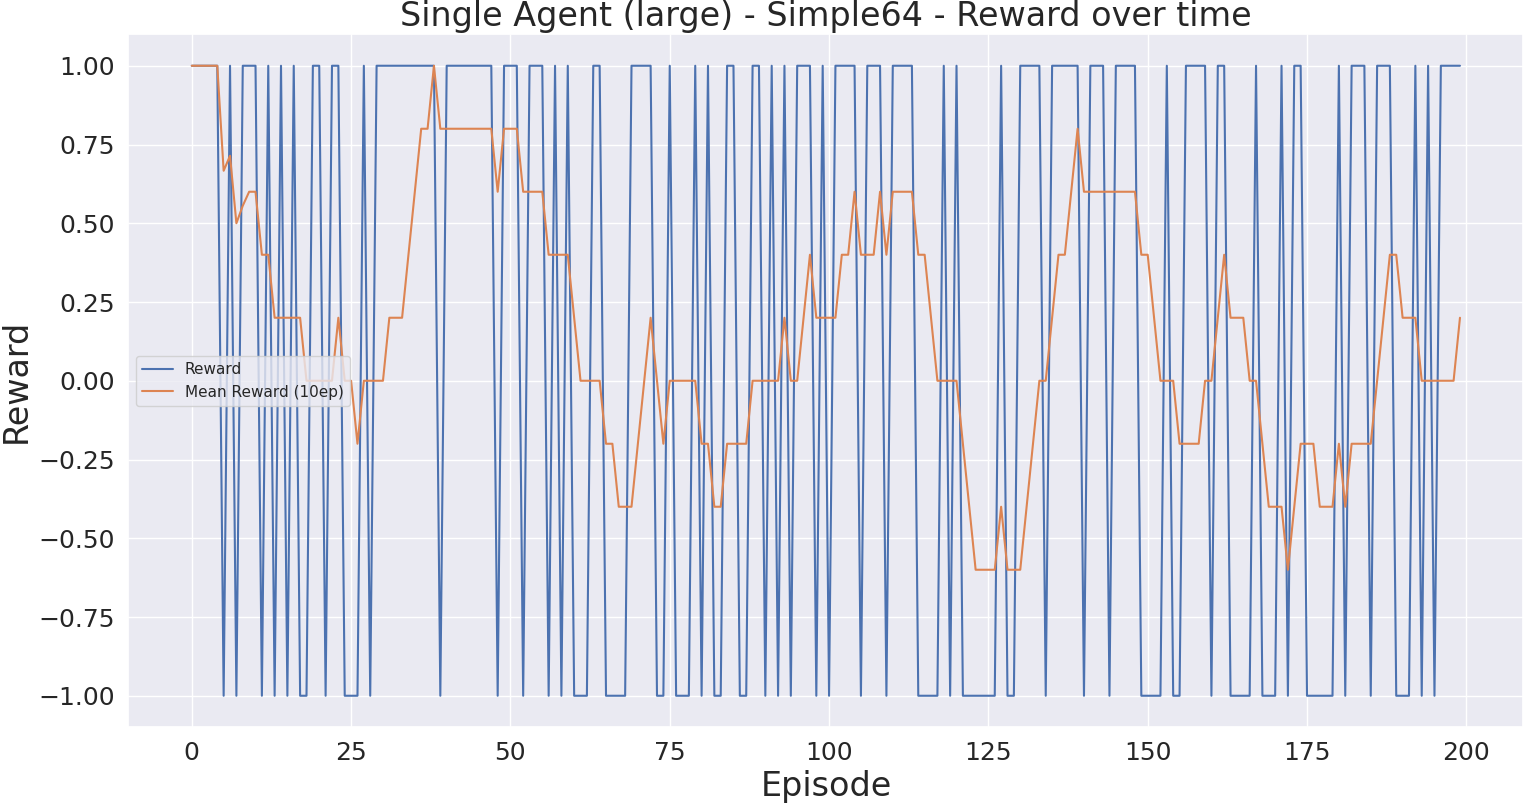 Single Agent (large) - Simple64 - Reward over time
1.00
0.75
0.50
0.25
0.00
−0.25
−0.50
−0.75
−1.00
Reward
Reward
Mean Reward (10ep)
0 25 50 75 100 125 150 175 200
Episode